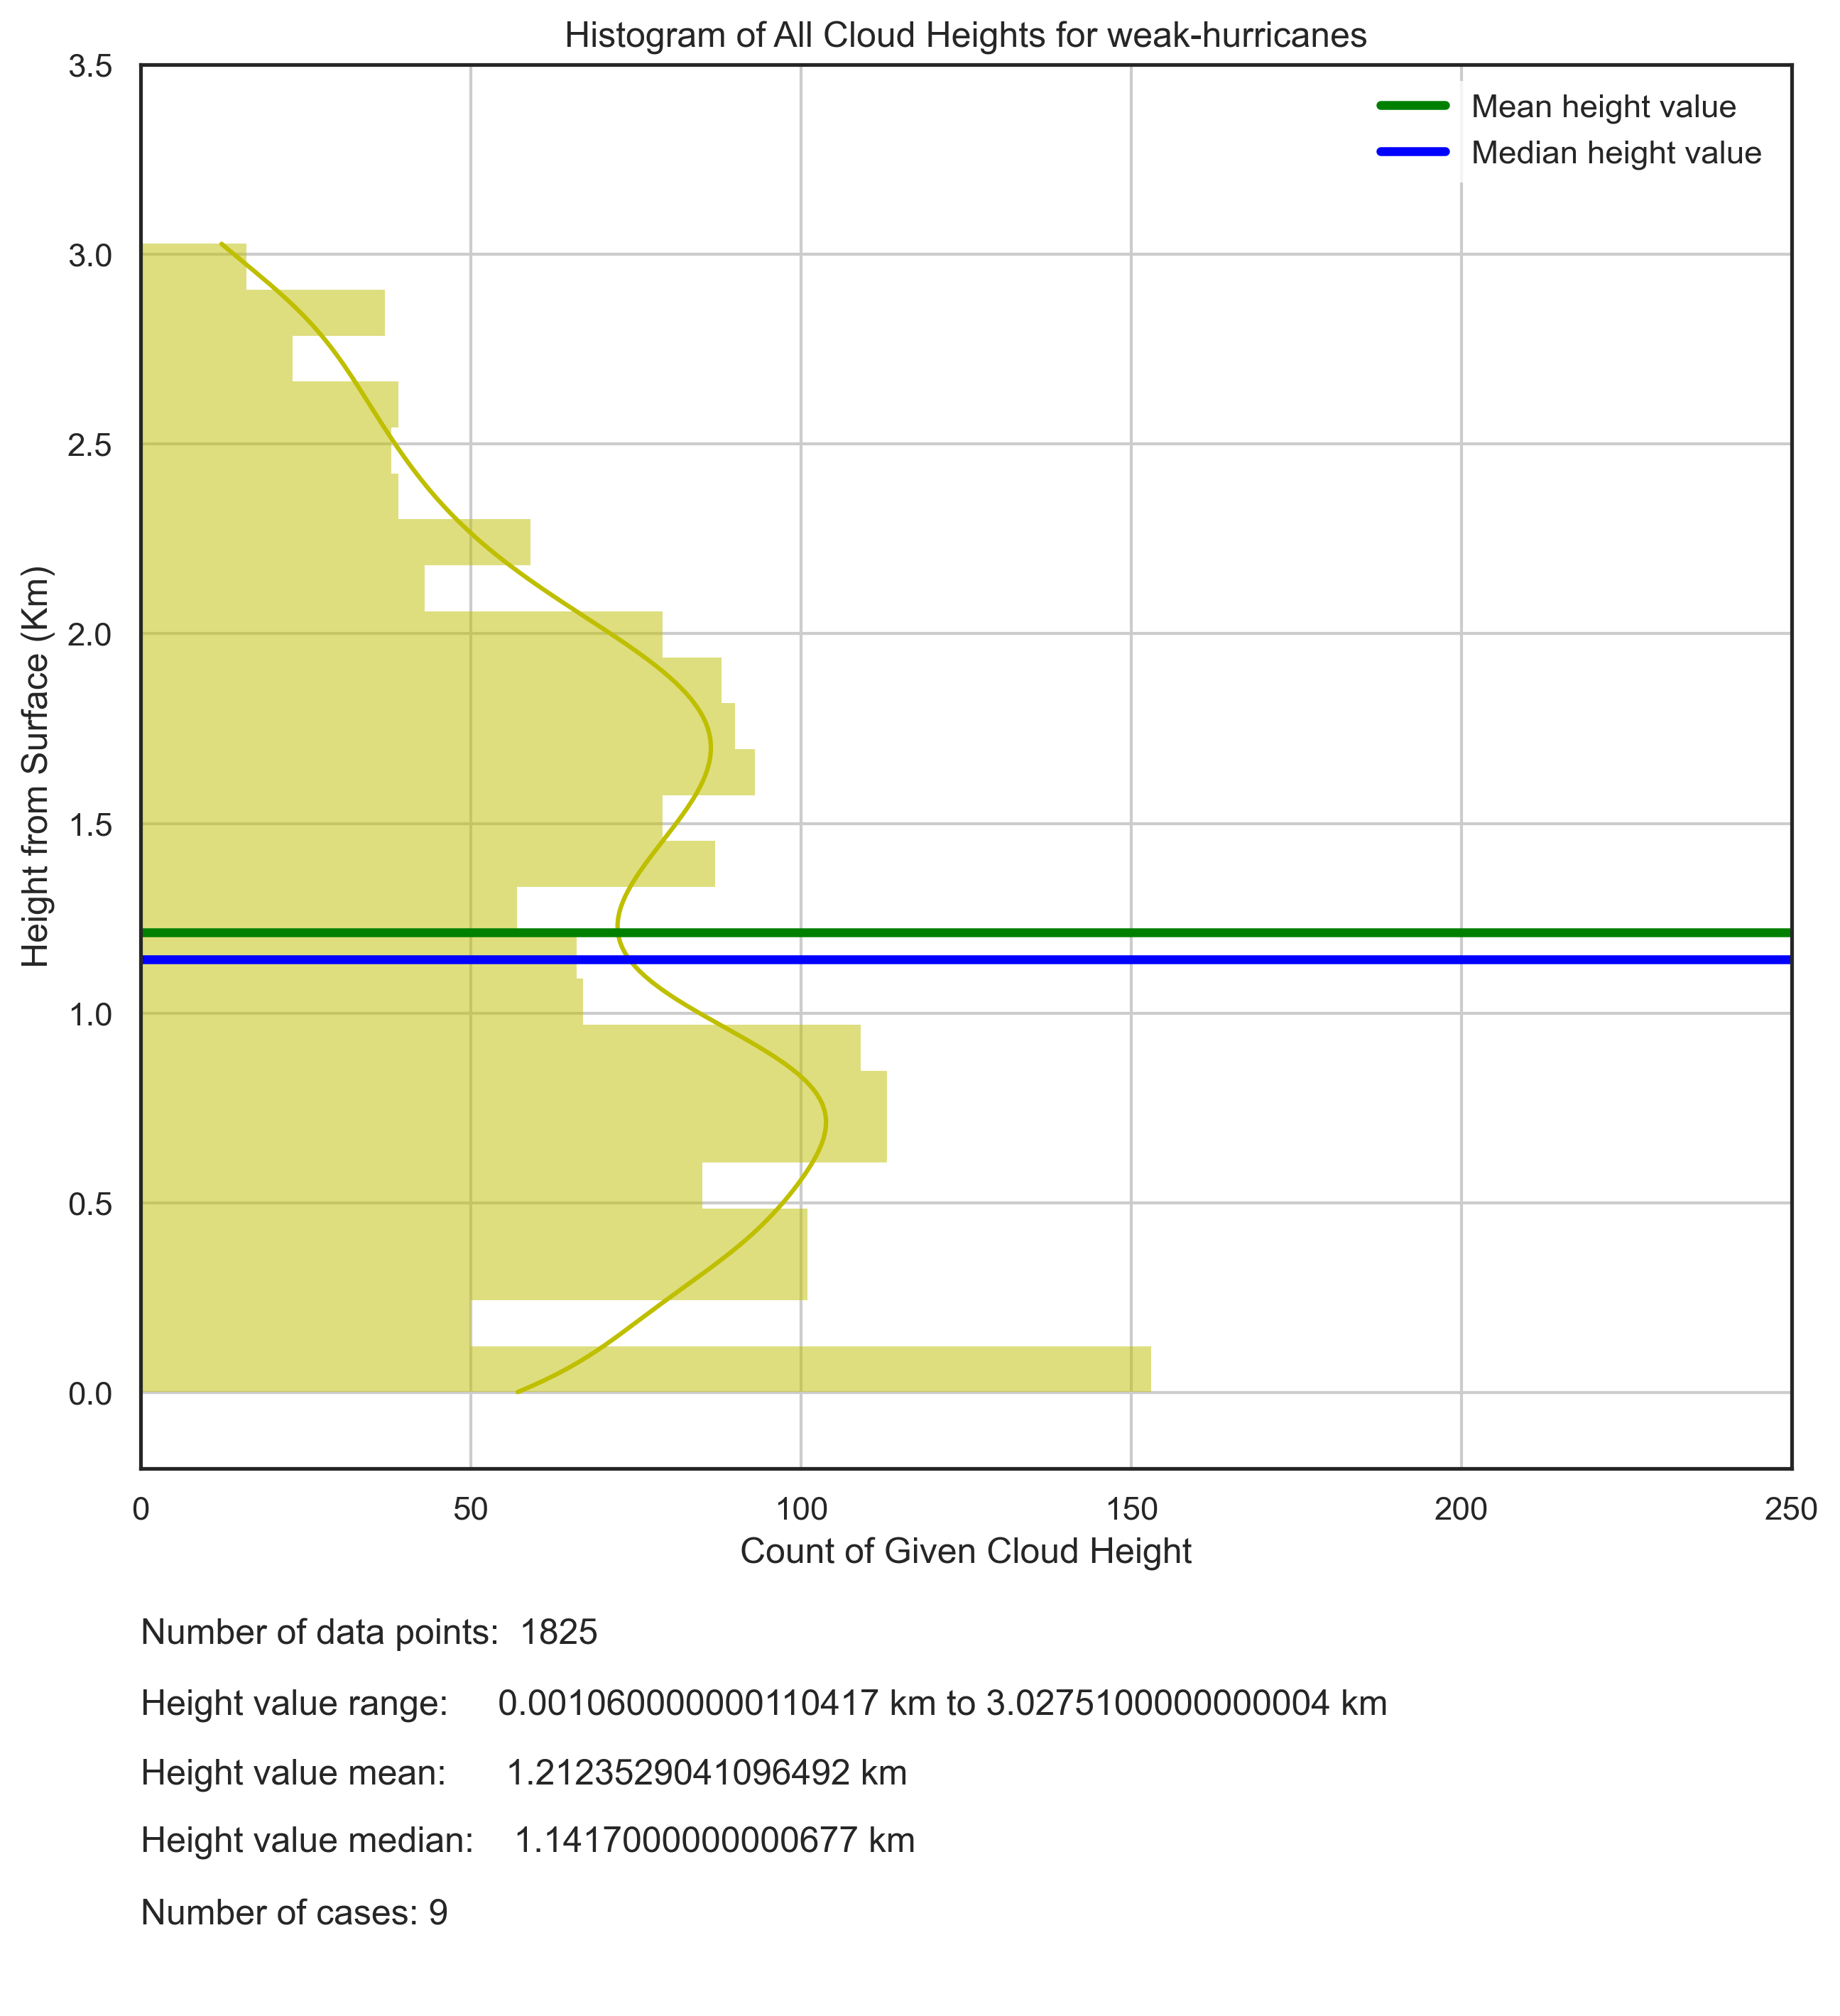 Histogram of All Cloud Heights for weak-hurricanes
Mean height value
Median height value
3.5
3.0
2.5
2.0
1.5
1.0
0.5
0.0
Height from Surface (Km)
0 50 100 150 200 250
Count of Given Cloud Height
Number of data points: 1825
Height value range: 0.0010600000000110417 km to 3.0275100000000004 km
Height value mean: 1.2123529041096492 km
Height value median: 1.1417000000000677 km
Number of cases: 9